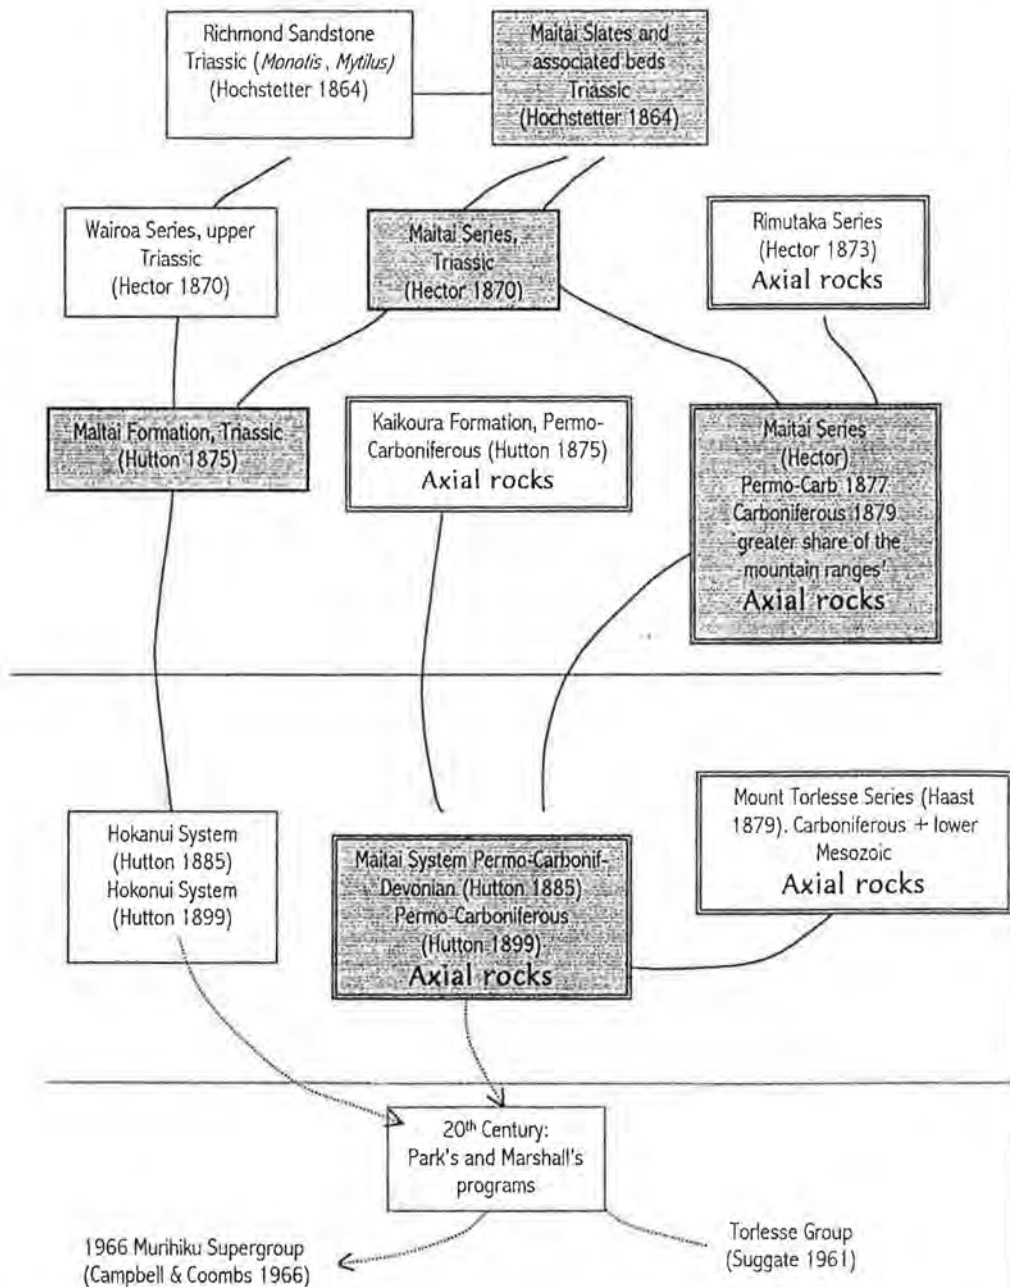 Richmond Sandstone
Triassic (Monotis, Mytilus)
(Hochstetter 1864)
Maitai Slates and
associated beds
Triassic
(Hochstetter 1864)
Wairoa Series, upper
Triassic
(Hector 1870)
Maitai Series,
Triassic
(Hector 1870)
Rimutaka Series
(Hector 1873)
Axial rocks
Maitai Formation, Triassic
(Hutton 1875)
Kaikoura Formation, Permo-
Carboniferous (Hutton 1875)
Axial rocks
Maitai Series
(Hector)
Permo-Carb 1877
Carboniferous 1879
'greater share of the
mountain ranges'
Axial rocks
Hokanui System
(Hutton 1885)
Hokonui System
(Hutton 1899)
Maitai System Permo-Carbonif-
Devonian (Hutton 1885)
Permo-Carboniferous
(Hutton 1899)
Axial rocks
Mount Torlesse Series (Haast
1879). Carboniferous + lower
Mesozoic
Axial rocks
20th Century:
Park's and Marshall's
programs
1966 Murihiku Supergroup
(Campbell & Coombs 1966)
Torlesse Group
(Suggate 1961)